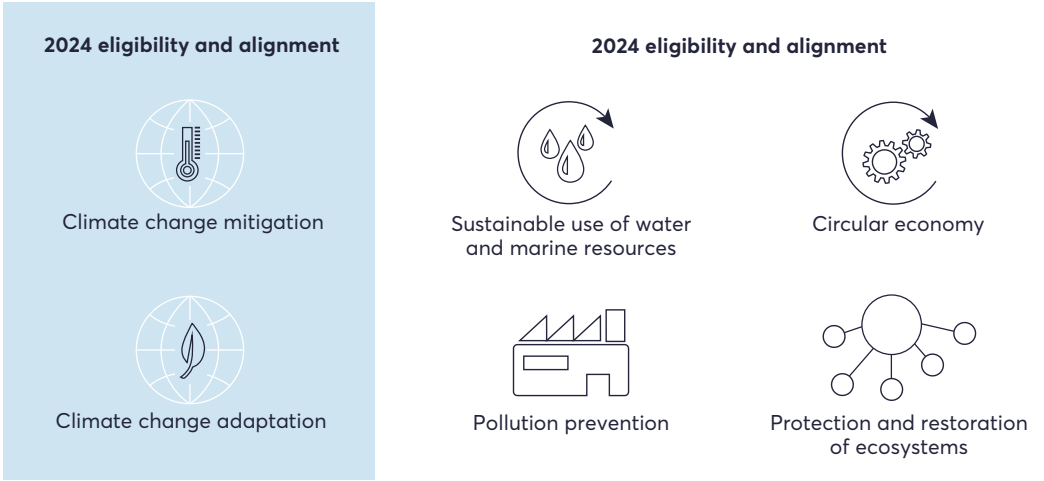 2024 eligibility and alignment
Climate change mitigation
Climate change adaptation
2024 eligibility and alignment
Sustainable use of water
and marine resources
Circular economy
Pollution prevention
Protection and restoration
of ecosystems